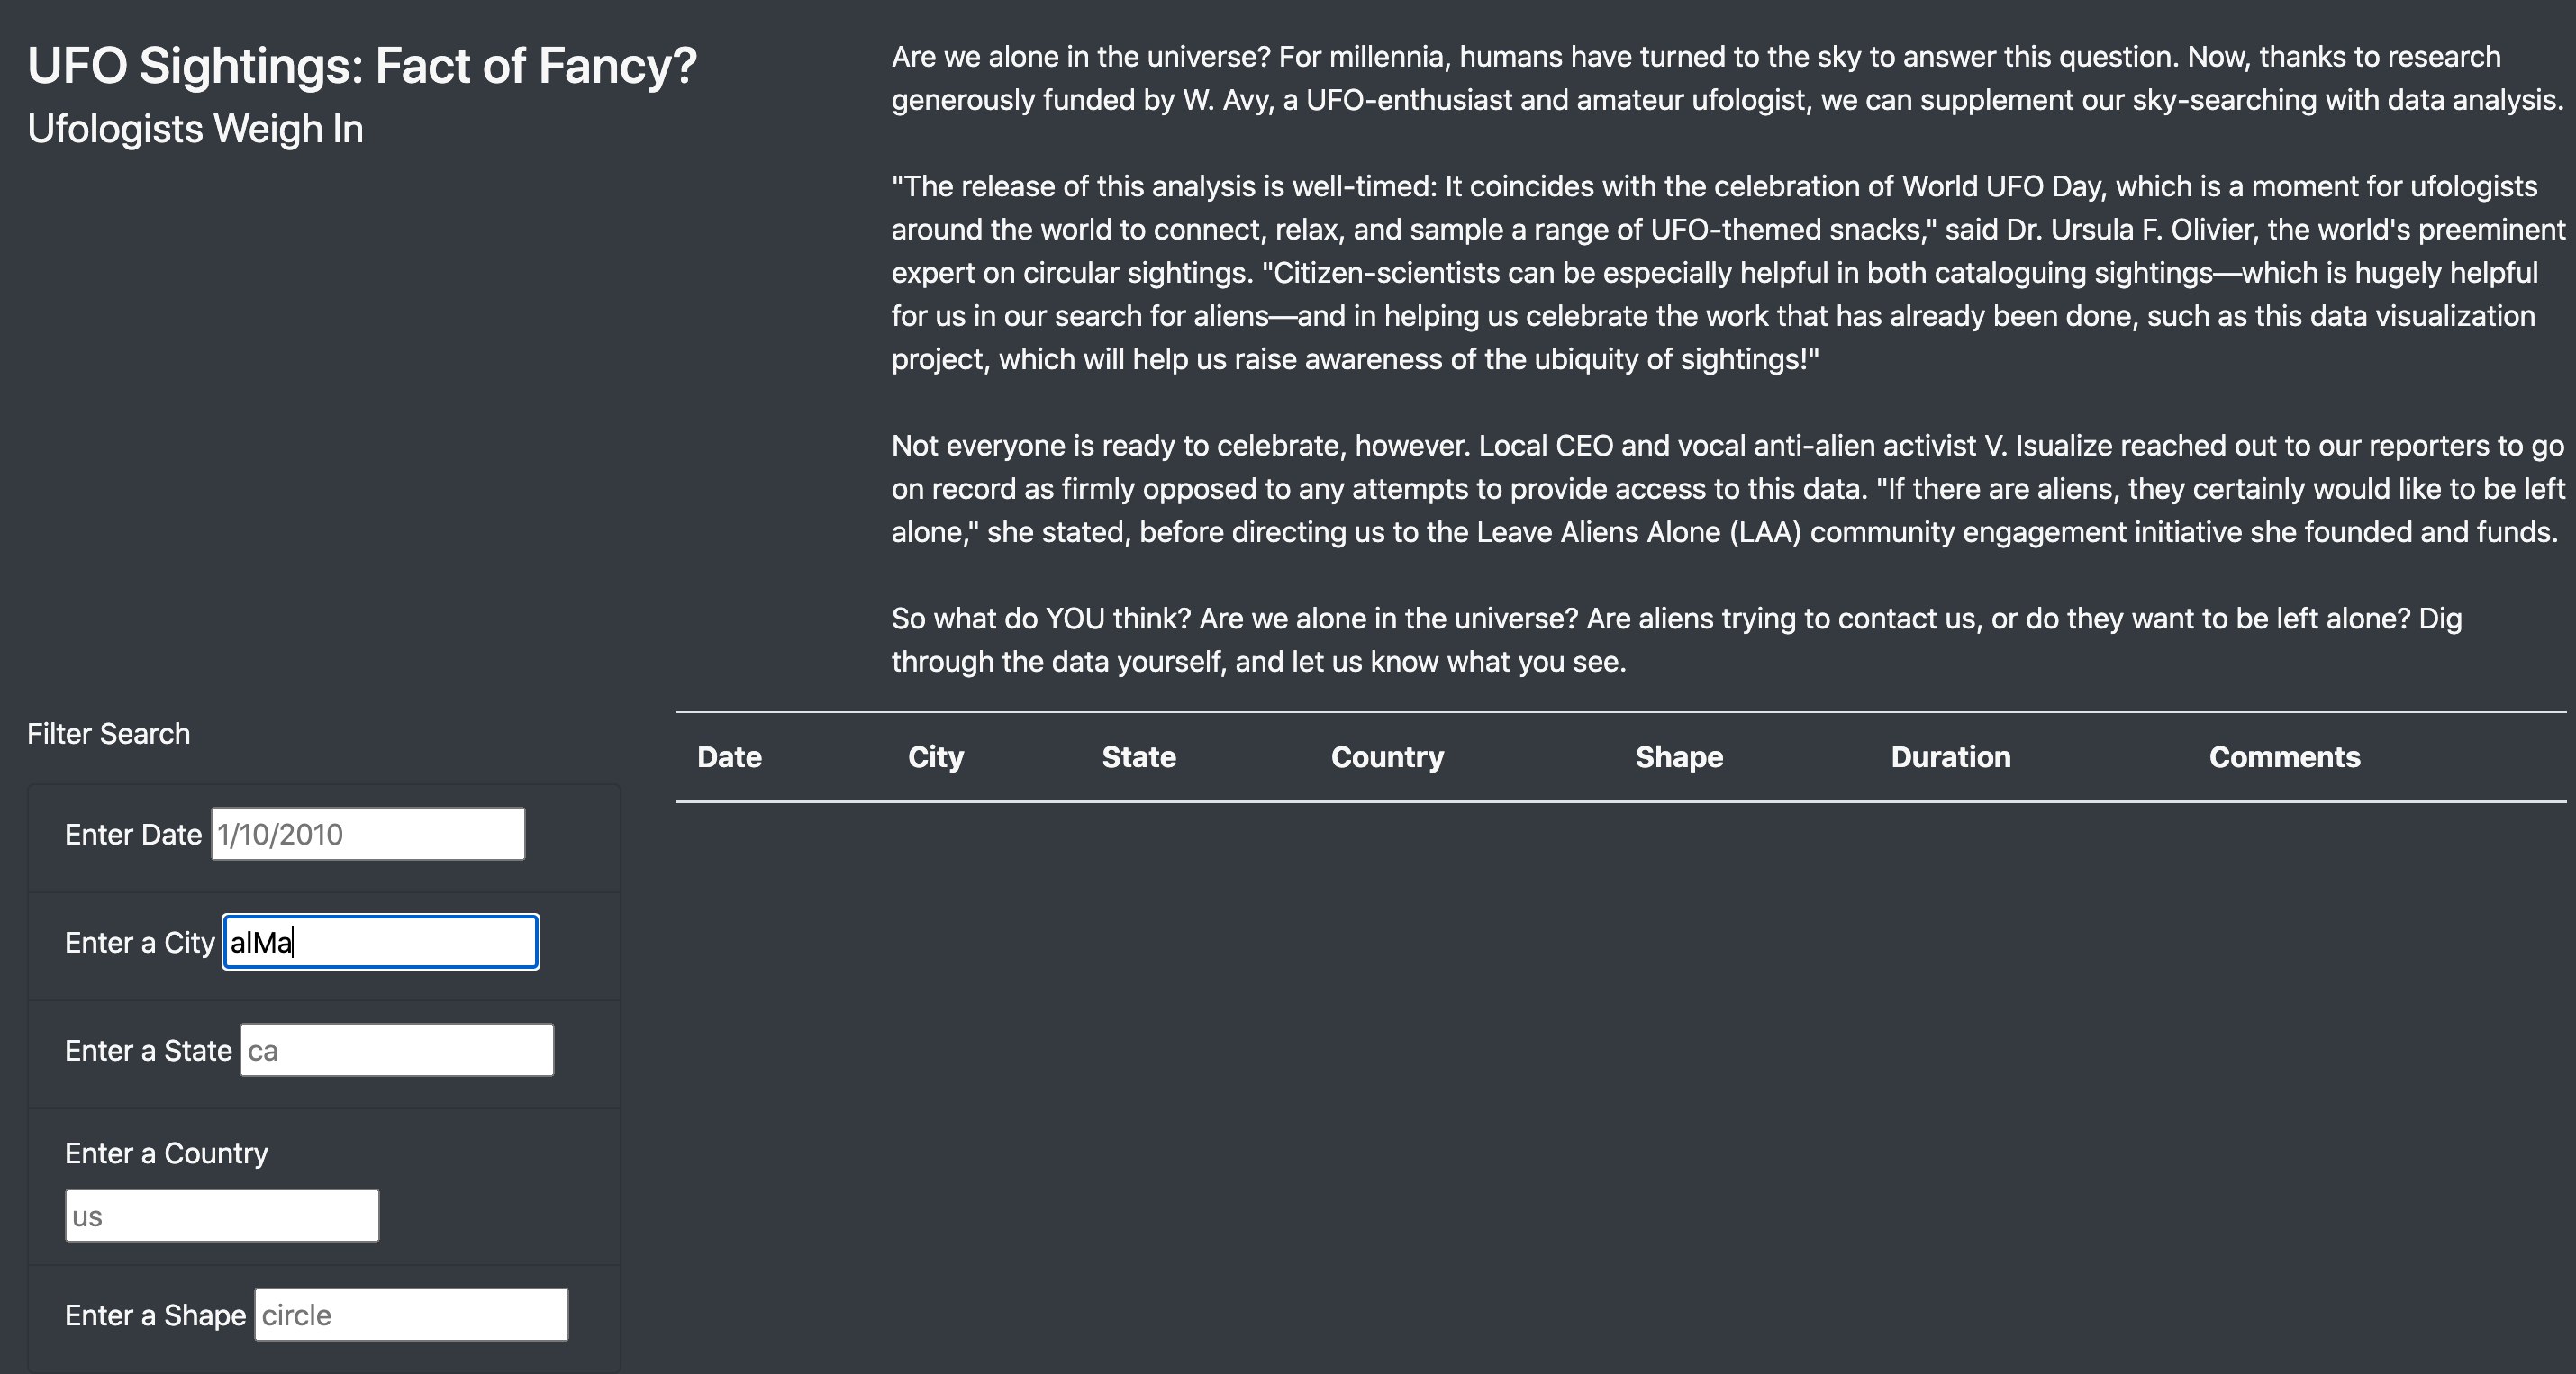 UFO Sightings: Fact of Fancy?
Ufologists Weigh In
Are we alone in the universe? For millennia, humans have turned to the sky to answer this question. Now, thanks to research
generously funded by W. Avy, a UFO-enthusiast and amateur ufologist, we can supplement our sky-searching with data analysis.
"The release of this analysis is well-timed: It coincides with the celebration of World UFO Day, which is a moment for ufologists
around the world to connect, relax, and sample a range of UFO-themed snacks," said Dr. Ursula F. Olivier, the world's preeminent
expert on circular sightings. "Citizen-scientists can be especially helpful in both cataloguing sightings—which is hugely helpful
for us in our search for aliens—and in helping us celebrate the work that has already been done, such as this data visualization
project, which will help us raise awareness of the ubiquity of sightings!"
Not everyone is ready to celebrate, however. Local CEO and vocal anti-alien activist V. Isualize reached out to our reporters to go
on record as firmly opposed to any attempts to provide access to this data. "If there are aliens, they certainly would like to be left
alone," she stated, before directing us to the Leave Aliens Alone (LAA) community engagement initiative she founded and funds.
So what do YOU think? Are we alone in the universe? Are aliens trying to contact us, or do they want to be left alone? Dig
through the data yourself, and let us know what you see.
Filter Search
Enter Date 1/10/2010
Enter a City alMa
Enter a State ca
Enter a Country
us
Enter a Shape circle
Date City State Country Shape Duration Comments